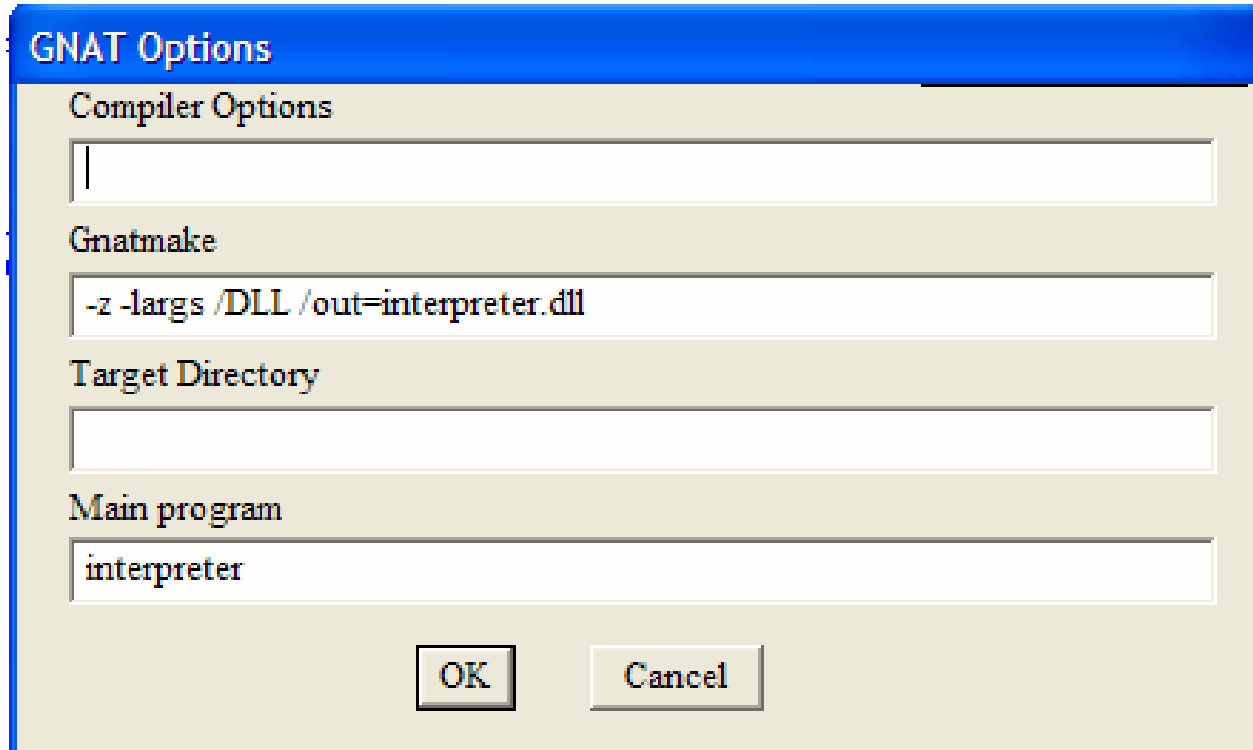 GNAT Options
Compiler Options
Gnatmake
-z -largs /DLL /out=interpreter.dll
Target Directory
Main program
interpreter
OK Cancel